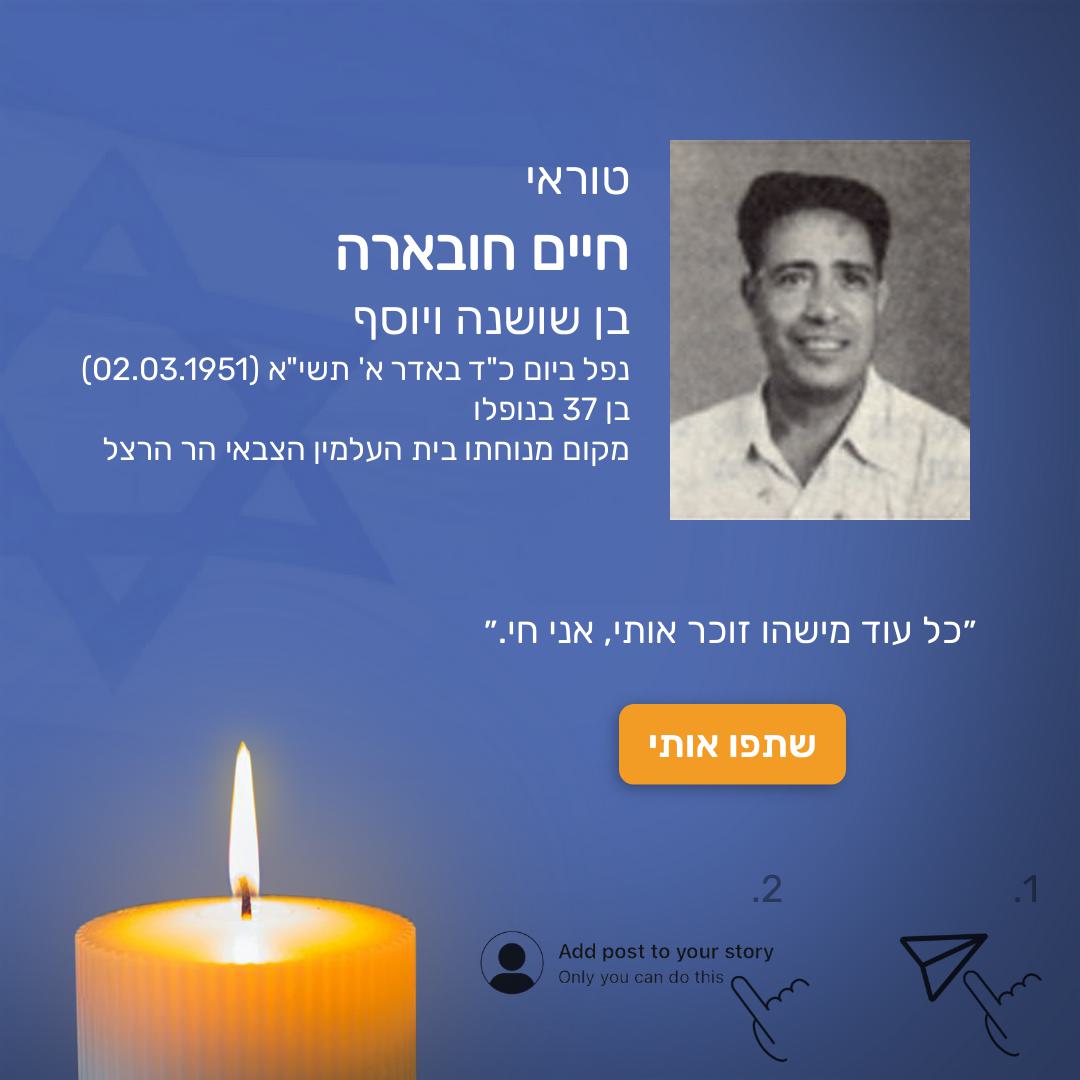 טוראי
חיים חובארה
בן שושנה ויוסף
נפל ביום כ"ד באדר א' תשי"א (02.03.1951)
בן 37 בנופלו
מקום מנוחתו בית העלמין הצבאי הר הרצל
״כל עוד מישהו זוכר אותי, אני חי.״
שתפו אותי
.1
.2
Add post to your story
Only you can do this